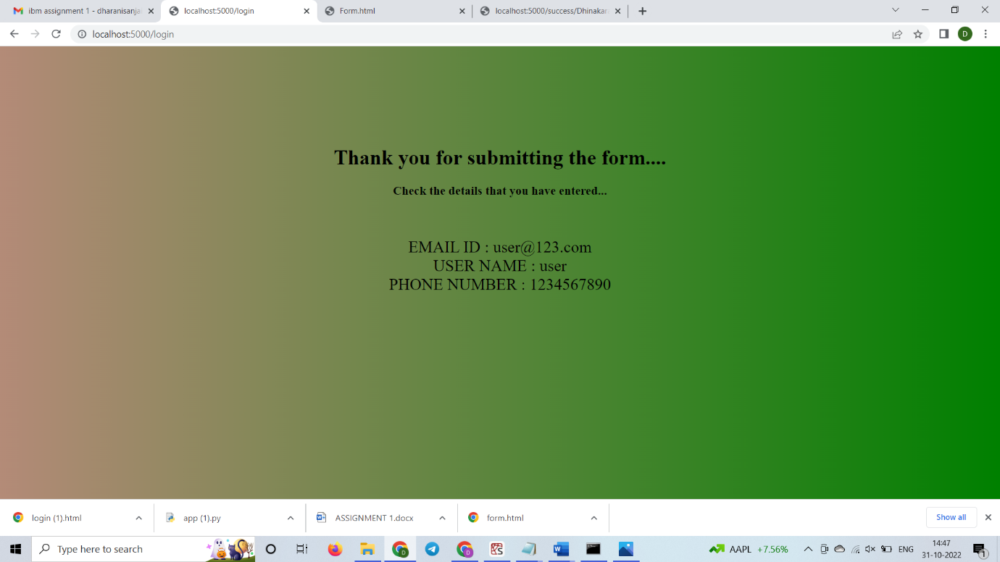 ibm assignment 1 - dharanisanja
localhost:5000/login
Form.html
localhost:5000/success/Dhinakar
localhost:5000/login
D
Thank you for submitting the form....
Check the details that you have entered...
EMAIL ID : user@123.com
USER NAME : user
PHONE NUMBER : 1234567890
login (1).html
app (1).py
ASSIGNMENT 1.docx
form.html
Show all
Type here to search
AAPL +7.56%
ENG
14:47
31-10-2022
1